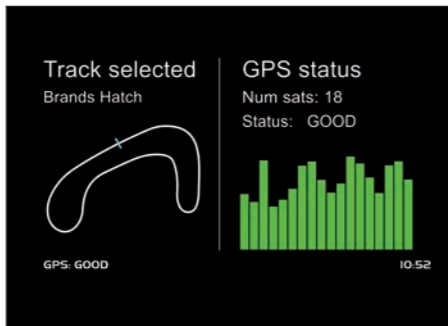 Track selected
Brands Hatch
GPS: GOOD
GPS status
Num sats: 18
Status: GOOD
10:52